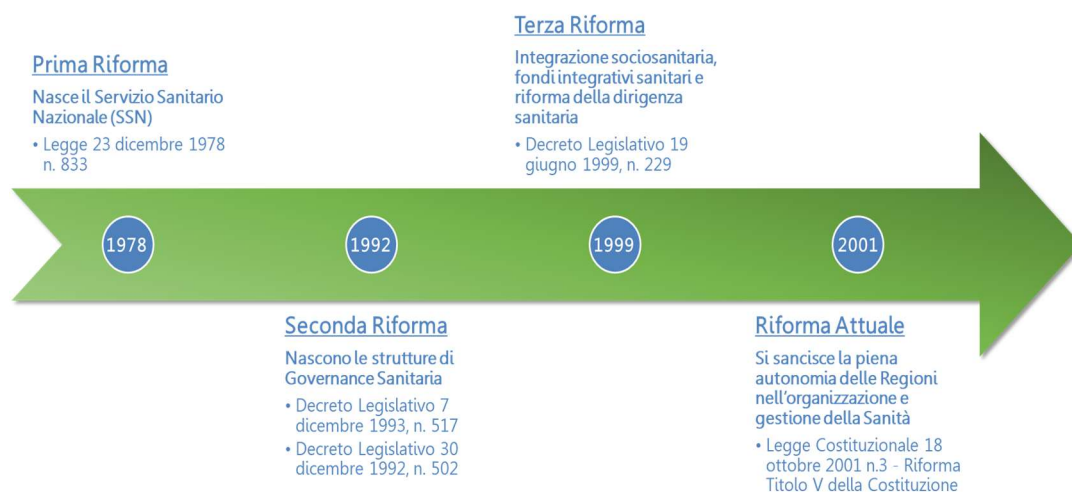 Prima Riforma
Nasce il Servizio Sanitario
Nazionale (SSN)
• Legge 23 dicembre 1978
n. 833
Terza Riforma
Integrazione sociosanitaria,
fondi integrativi sanitari e
riforma della dirigenza
sanitaria
• Decreto Legislativo 19
giugno 1999, n. 229
1978
1992
1999
2001
Seconda Riforma
Nascono le strutture di
Governance Sanitaria
• Decreto Legislativo 7
dicembre 1993, n. 517
• Decreto Legislativo 30
dicembre 1992, n. 502
Riforma Attuale
Si sancisce la piena
autonomia delle Regioni
nell'organizzazione e
gestione della Sanità
• Legge Costituzionale 18
ottobre 2001 n.3 - Riforma
Titolo V della Costituzione